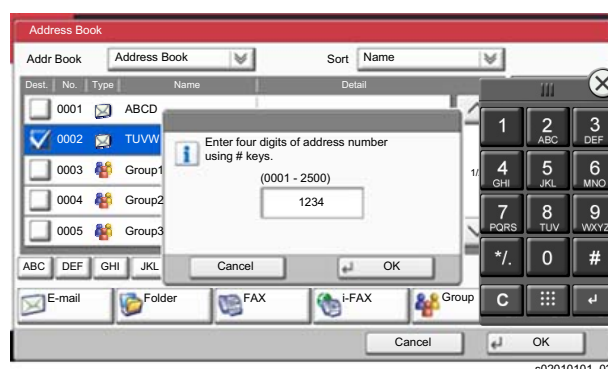 Address Book
Addr Book Address Book Sort Name
Dest. No. Type Name Detail
0001 ABCD
0002 TUVW
0003 Group1
0004 Group2
0005 Group3
Enter four digits of address number
using # keys.
(0001 - 2500)
1234
Cancel OK
1/
ABC DEF GHI JKL
E-mail Folder FAX i-FAX Group
Cancel OK
1 2 3
ABC DEF
4 5 6
GHI JKL MNO
7 8 9
PQRS TUV WXYZ
*/. 0 #
C
c02010101_02